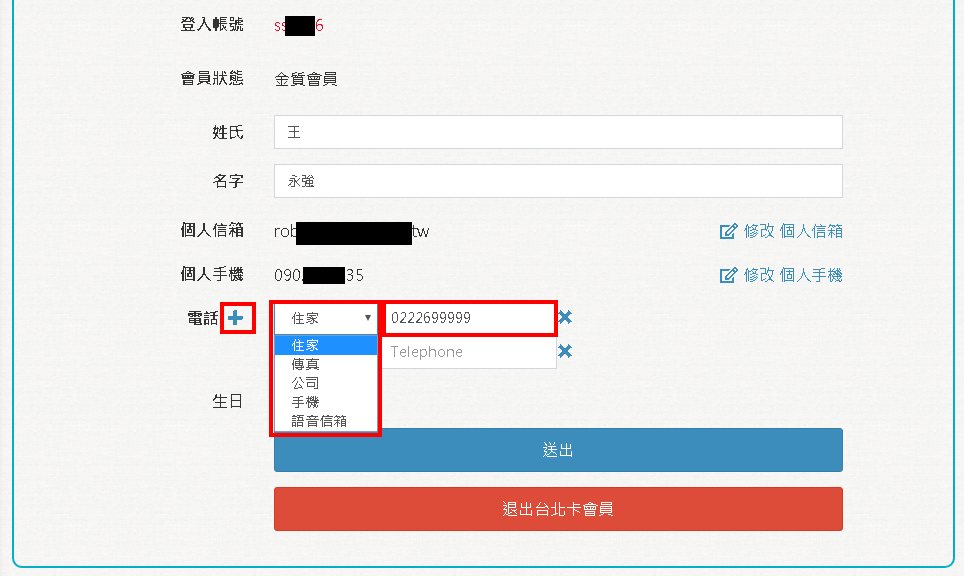 登入帳號 ss 6
會員狀態 金質會員
姓氏 王
名字 永強
個人信箱 rob tw 修改 個人信箱
個人手機 090 35 修改 個人手機
電話 住家 0222699999
住家 Telephone
傳真
公司
手機
生日
語音信箱
送出
退出台北卡會員